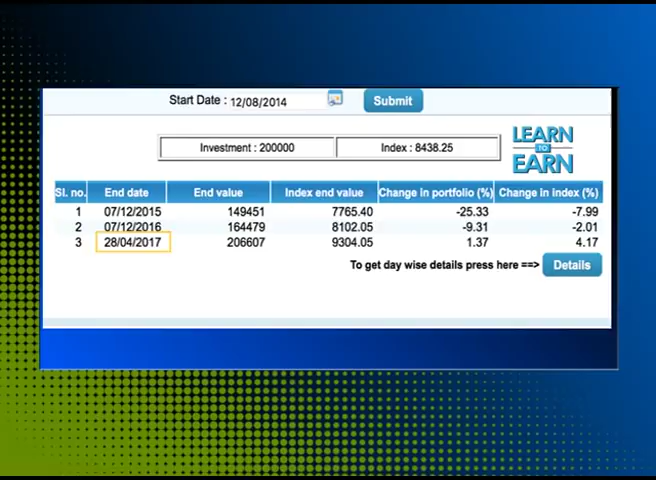 Start Date : 12/08/2014 Submit
Investment : 200000 Index : 8438.25
LEARN
TO
EARN
Sl. no. End date End value Index end value Change in portfolio (%) Change in index (%)
1 07/12/2015 149451 7765.40 -25.33 -7.99
2 07/12/2016 164479 8102.05 -9.31 -2.01
3 28/04/2017 206607 9304.05 1.37 4.17
To get day wise details press here ==> Details